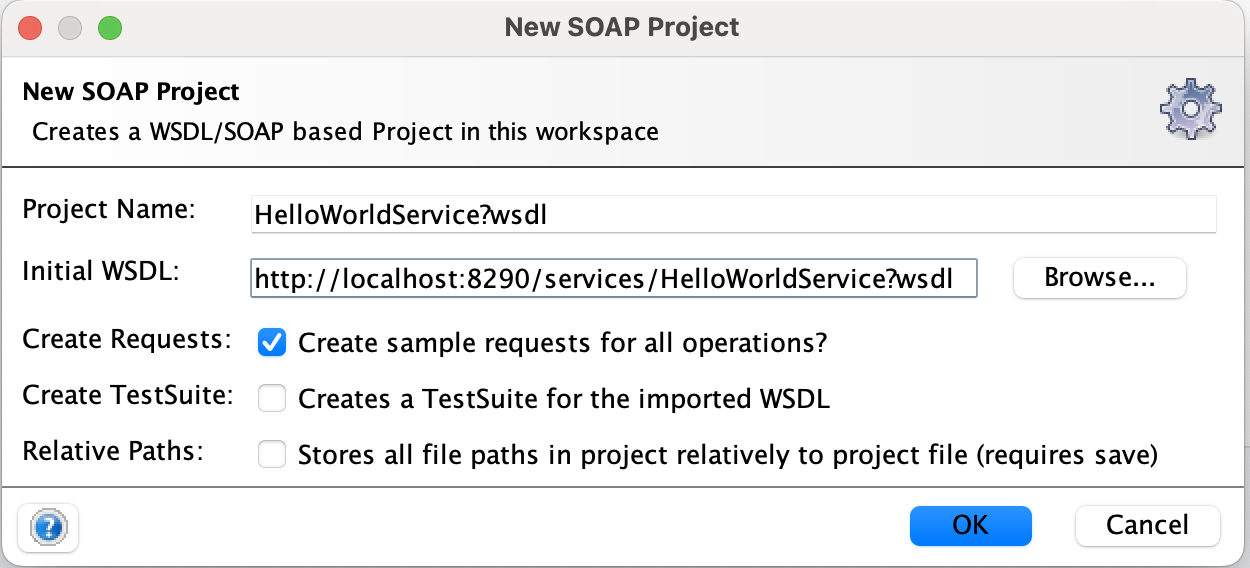 New SOAP Project
New SOAP Project
Creates a WSDL/SOAP based Project in this workspace
Project Name: HelloWorldService?wsdl
Initial WSDL: http://localhost:8290/services/HelloWorldService?wsdl Browse...
Create Requests: Create sample requests for all operations?
Create TestSuite: Creates a TestSuite for the imported WSDL
Relative Paths: Stores all file paths in project relatively to project file (requires save)
? OK Cancel